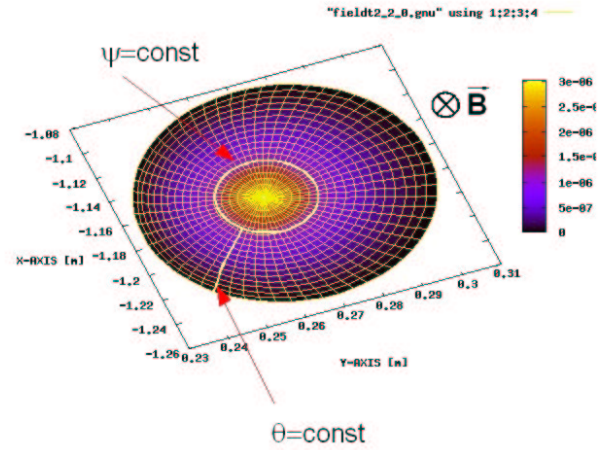 "fieldt2_2_0.gnu" using 1:2:3:4
ψ=const
⊗ B
3e-06
2.5e-0
2e-06
1.5e-0
1e-06
5e-07
0
-1.08
-1.1
-1.12
-1.14
-1.16
-1.18
-1.2
-1.22
-1.24
-1.26
X-AXIS [m]
0.23
0.24
0.25
0.26
0.27
0.28
0.29
0.3
0.31
Y-AXIS [m]
θ=const